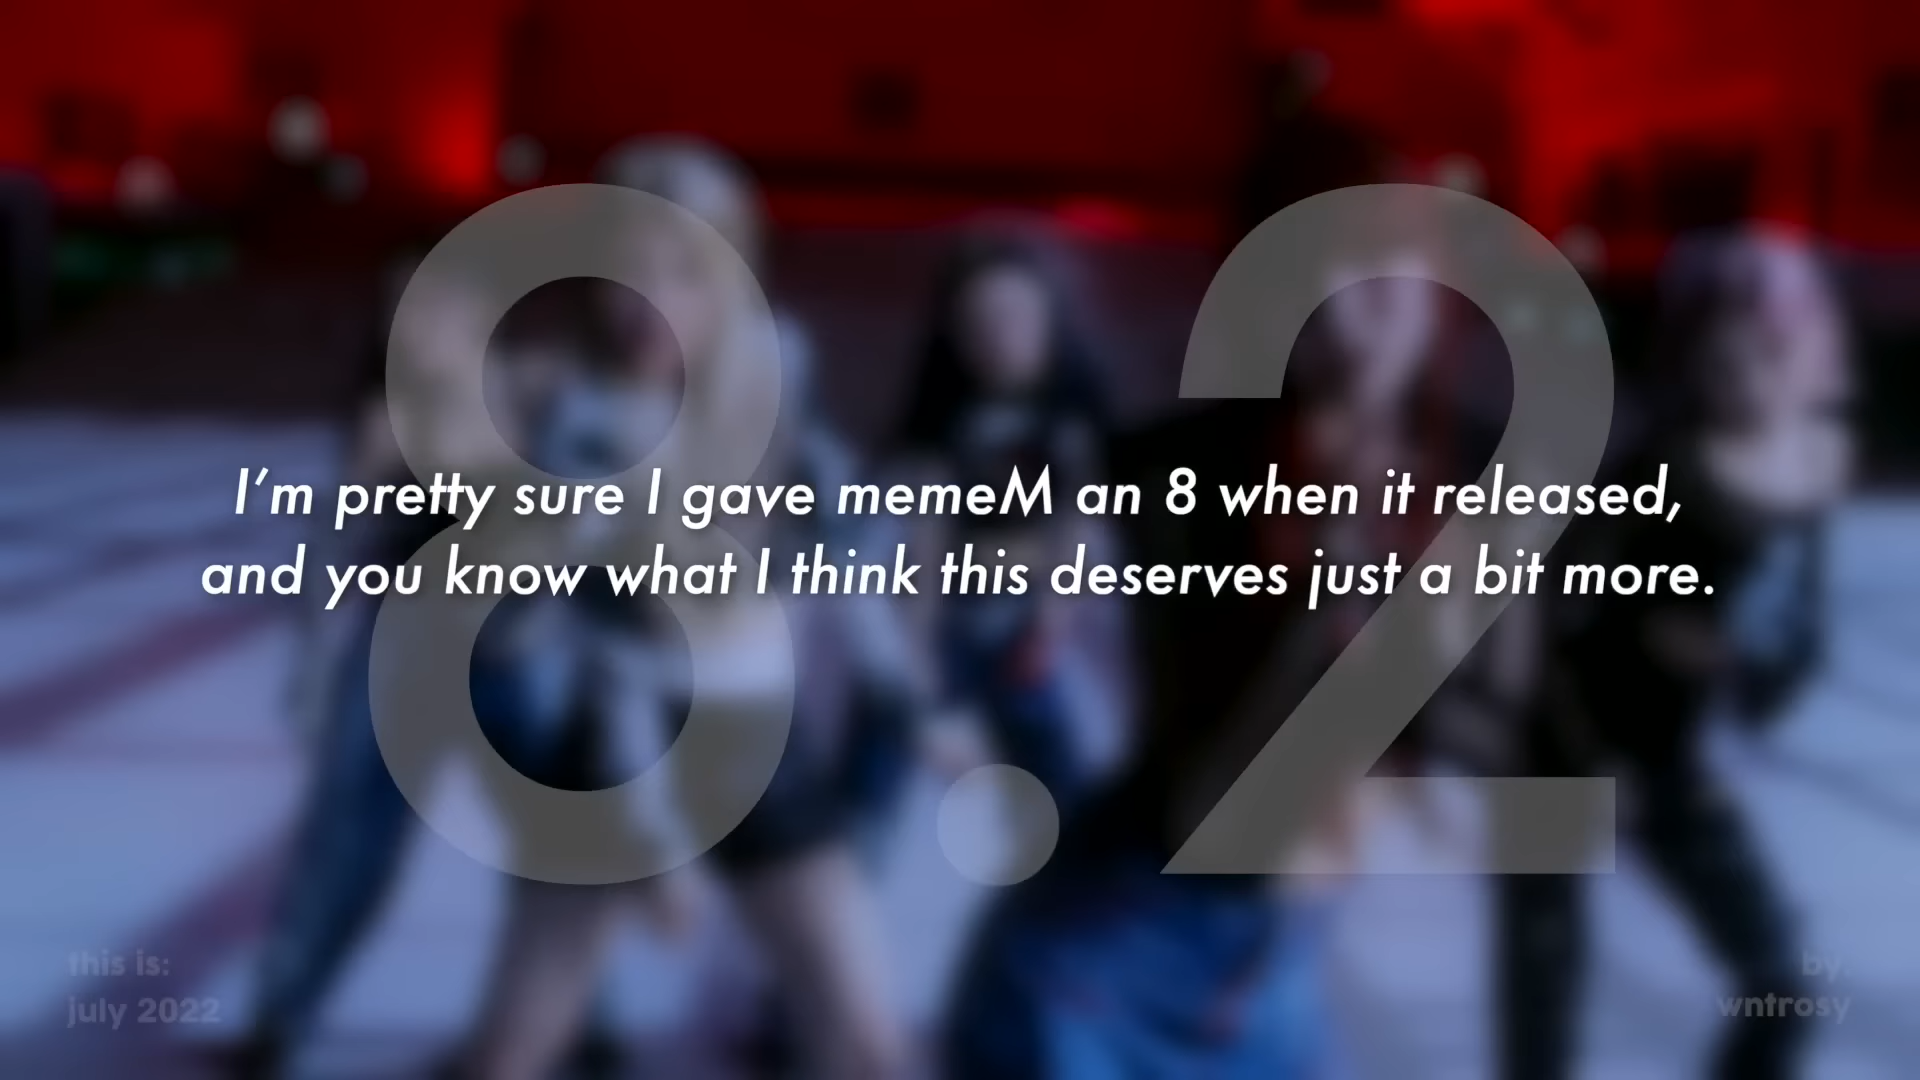 8.2
I’m pretty sure I gave memeM an 8 when it released,
and you know what I think this deserves just a bit more.
this is:
july 2022
by:
wntrosy